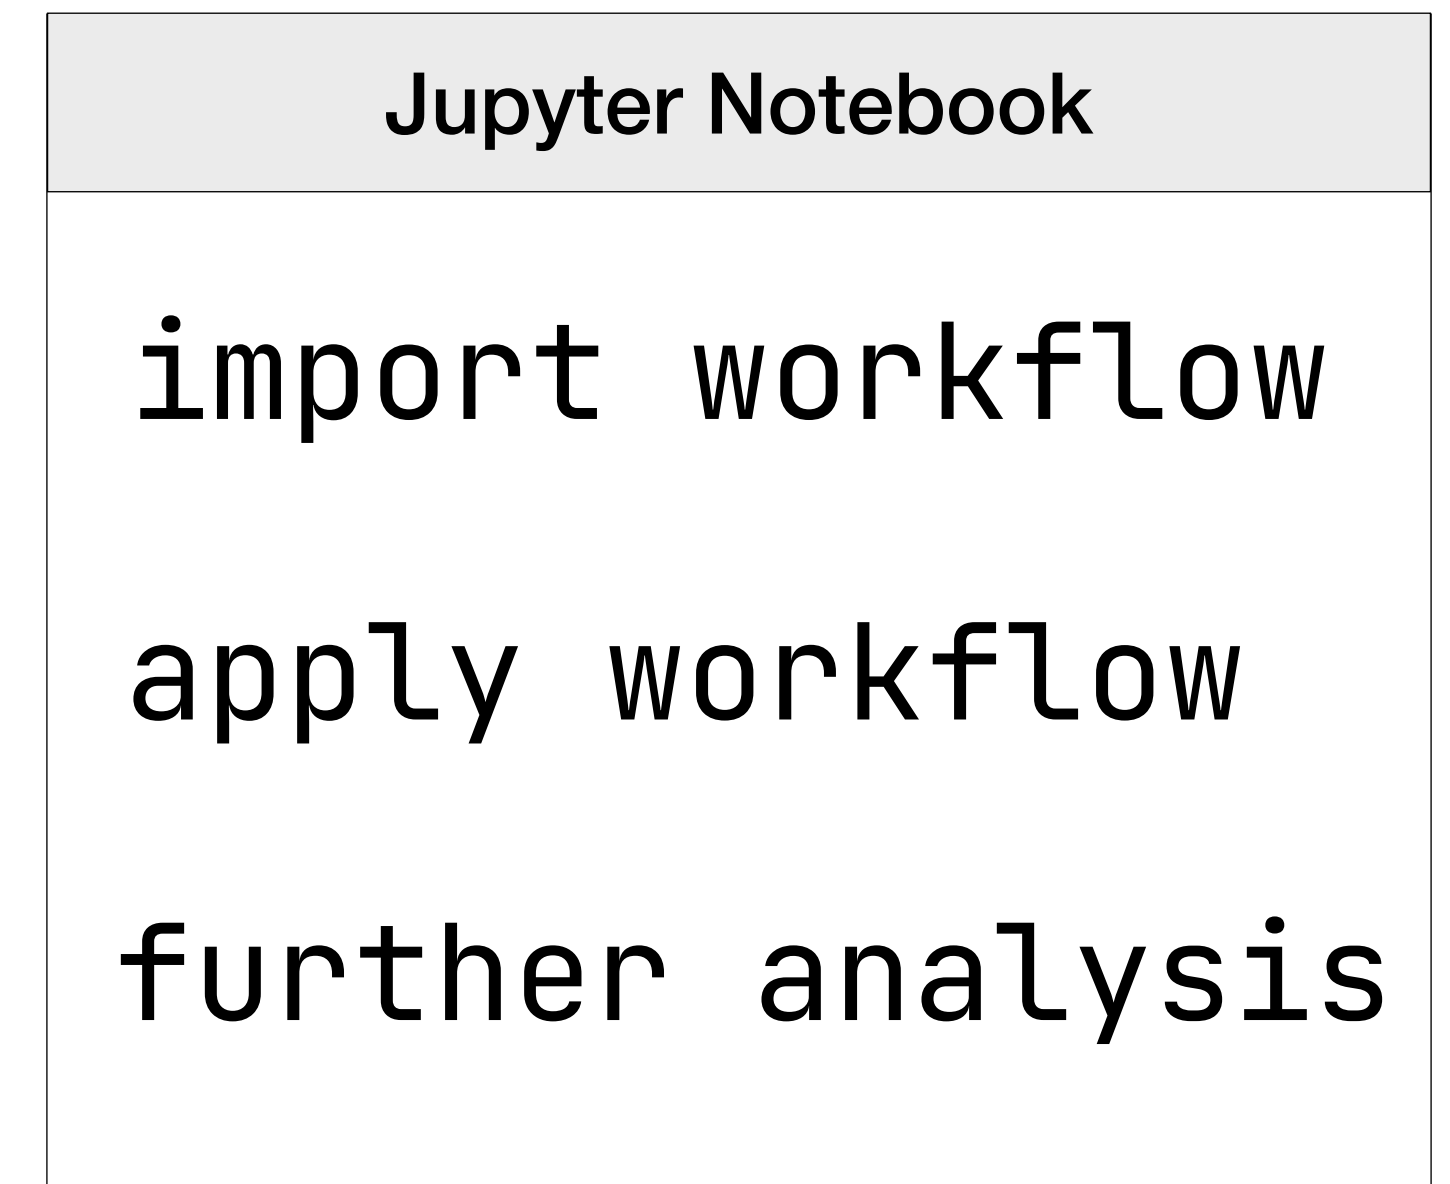 Jupyter Notebook
import workflow
apply workflow
further analysis